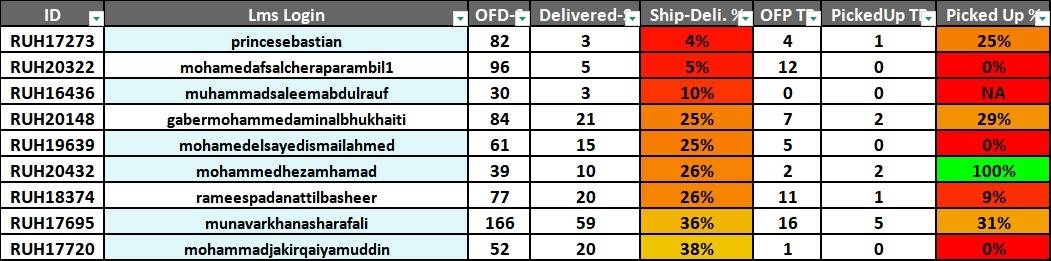 ID Lms Login OFD-S Delivered-S Ship-Deli. % OFP TP PickedUp TP Picked Up %
RUH17273 princesebastian 82 3 4% 4 1 25%
RUH20322 mohamedafsalcheraparambil1 96 5 5% 12 0 0%
RUH16436 muhammadsaleemabdulrauf 30 3 10% 0 0 NA
RUH20148 gabermohammedaminalbhukhaiti 84 21 25% 7 2 29%
RUH19639 mohamedelsayedismailahmed 61 15 25% 5 0 0%
RUH20432 mohammedhezamhamad 39 10 26% 2 2 100%
RUH18374 rameespadanattilbasheer 77 20 26% 11 1 9%
RUH17695 munavarkhanasharafali 166 59 36% 16 5 31%
RUH17720 mohammadjakirqaiyamuddin 52 20 38% 1 0 0%